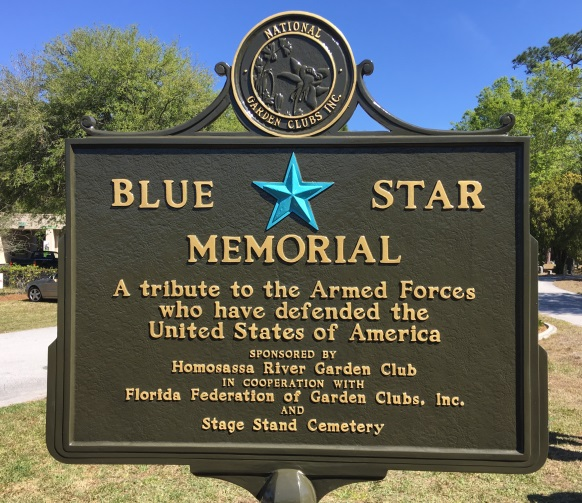 NATIONAL
GARDEN CLUBS INC.
BLUE STAR
MEMORIAL
A tribute to the Armed Forces
who have defended the
United States of America
SPONSORED BY
Homosassa River Garden Club
IN COOPERATION WITH
Florida Federation of Garden Clubs, Inc.
AND
Stage Stand Cemetery